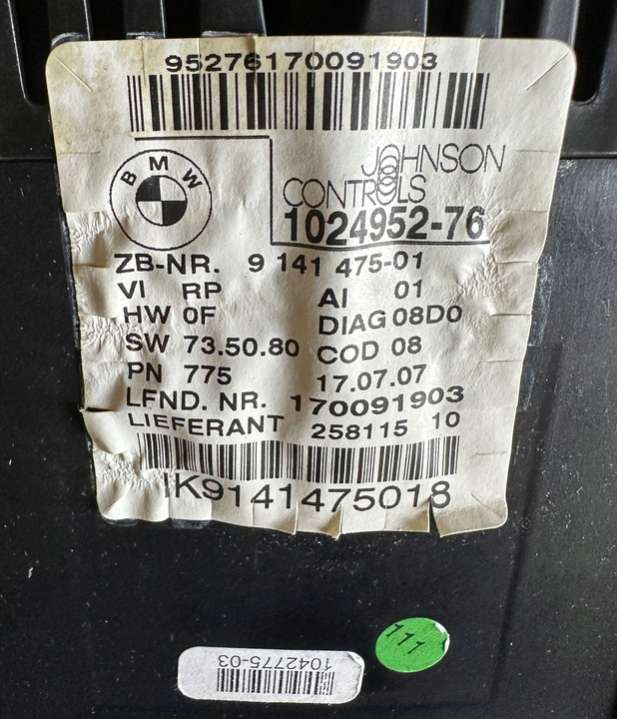 95276170091903
BMW
JOHNSON
CONTROLS
1024952-76
ZB-NR. 9 141 475-01
VI RP AI 01
HW 0F DIAG 08D0
SW 73.50.80 COD 08
PN 775 17.07.07
LFND. NR. 170091903
LIEFERANT 258115 10
IK9141475018
111
1042775-03